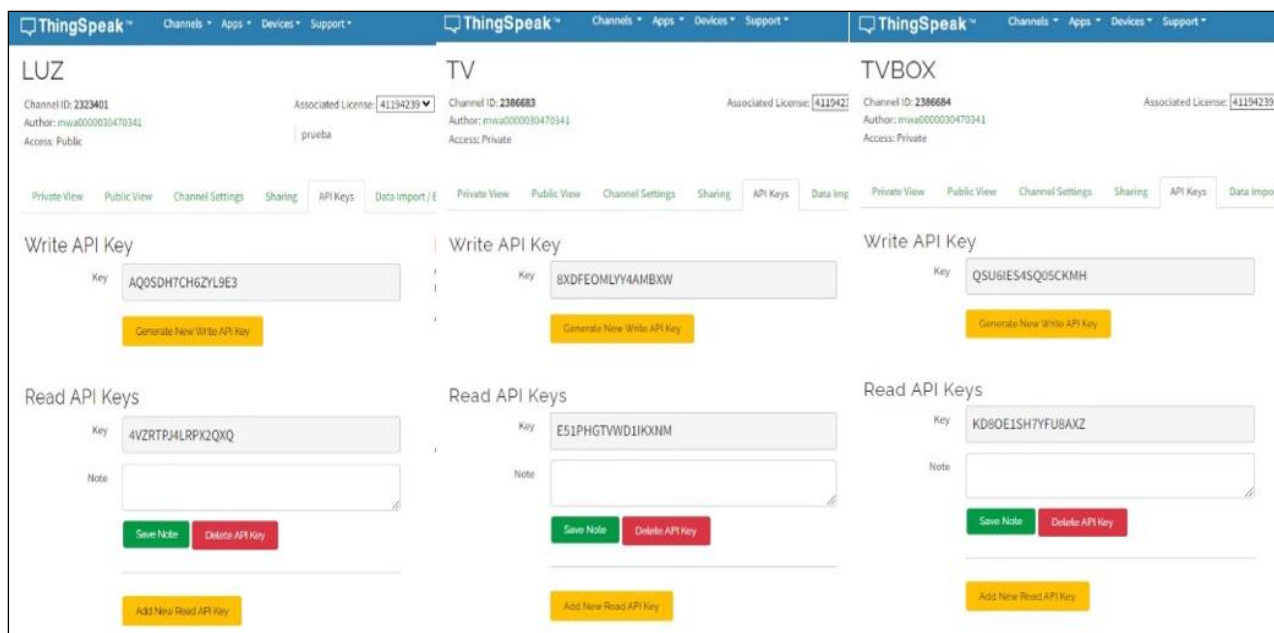 ThingSpeak™ Channels Apps Devices Support
LUZ
Channel ID: 2323401
Author: mwa0000030470341
Access: Public
Associated License: 41194239
prueba
Private View Public View Channel Settings Sharing API Keys Data Import / E
Write API Key
Key AQ0SDH7CH6ZYL9E3
Generate New Write API Key
Read API Keys
Key 4VZRTPJ4LRPX2QXQ
Note
Save Note Delete API Key
Add New Read API Key
ThingSpeak™ Channels Apps Devices Support
TV
Channel ID: 2386683
Author: mwa0000030470341
Access: Private
Associated License: 411942
Private View Public View Channel Settings Sharing API Keys Data Imp
Write API Key
Key 8XDFEOMLYY4AMBXW
Generate New Write API Key
Read API Keys
Key E51PHGTVWD1IKXNM
Note
Save Note Delete API Key
Add New Read API Key
ThingSpeak™ Channels Apps Devices Support
TVBOX
Channel ID: 2386684
Author: mwa0000030470341
Access: Private
Associated License: 41194239
Private View Public View Channel Settings Sharing API Keys Data Impo
Write API Key
Key QSU6IES4SQ05CKMH
Generate New Write API Key
Read API Keys
Key KD8OE1SH7YFU8AXZ
Note
Save Note Delete API Key
Add New Read API Key